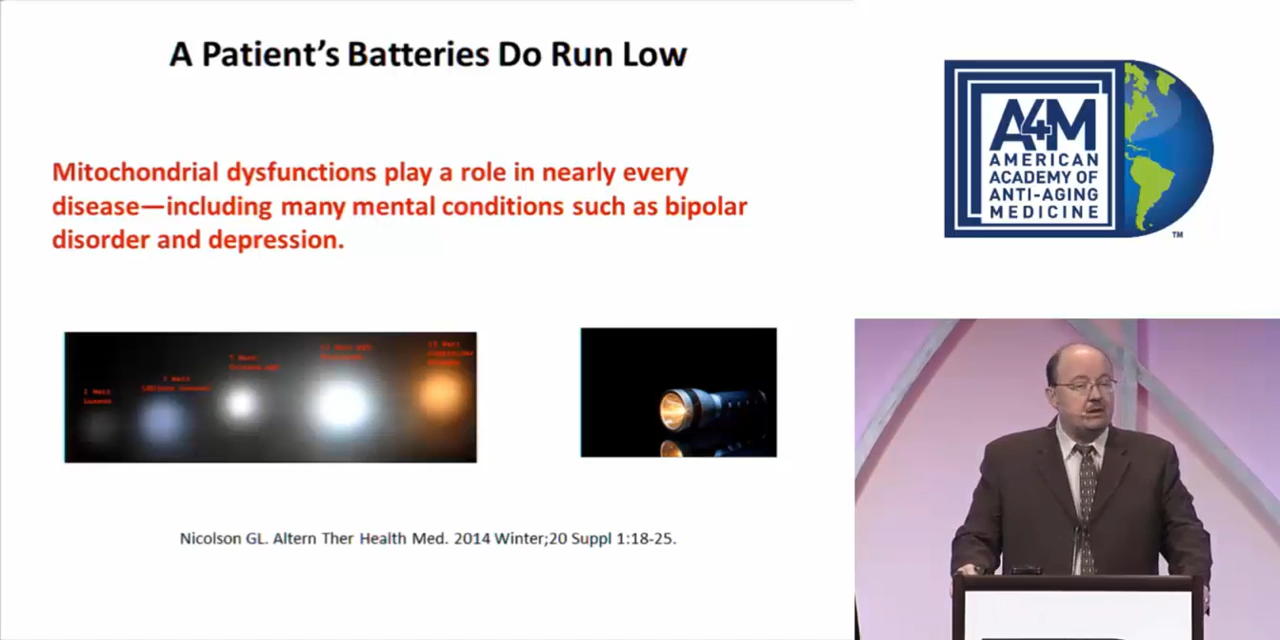 A Patient's Batteries Do Run Low
Mitochondrial dysfunctions play a role in nearly every
disease—including many mental conditions such as bipolar
disorder and depression.
Nicolson GL. Altern Ther Health Med. 2014 Winter;20 Suppl 1:18-25.
A4M
AMERICAN
ACADEMY OF
ANTI-AGING
MEDICINE
TM